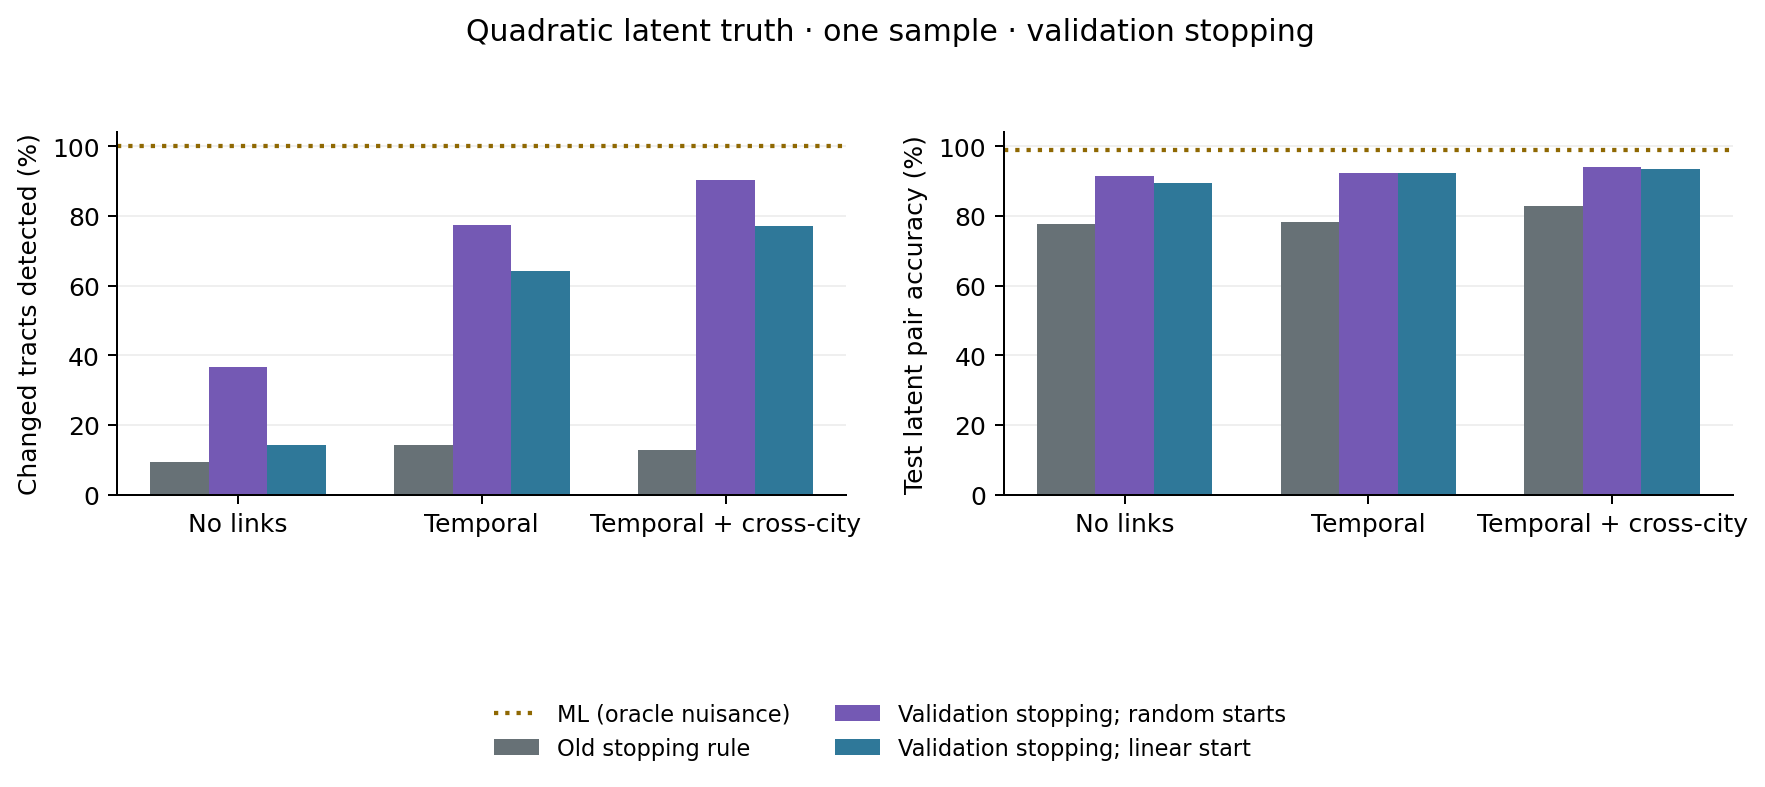 Quadratic latent truth · one sample · validation stopping
Changed tracts detected (%)
100
80
60
40
20
0
No links
Temporal
Temporal + cross-city
Test latent pair accuracy (%)
100
80
60
40
20
0
No links
Temporal
Temporal + cross-city
ML (oracle nuisance)
Old stopping rule
Validation stopping; random starts
Validation stopping; linear start